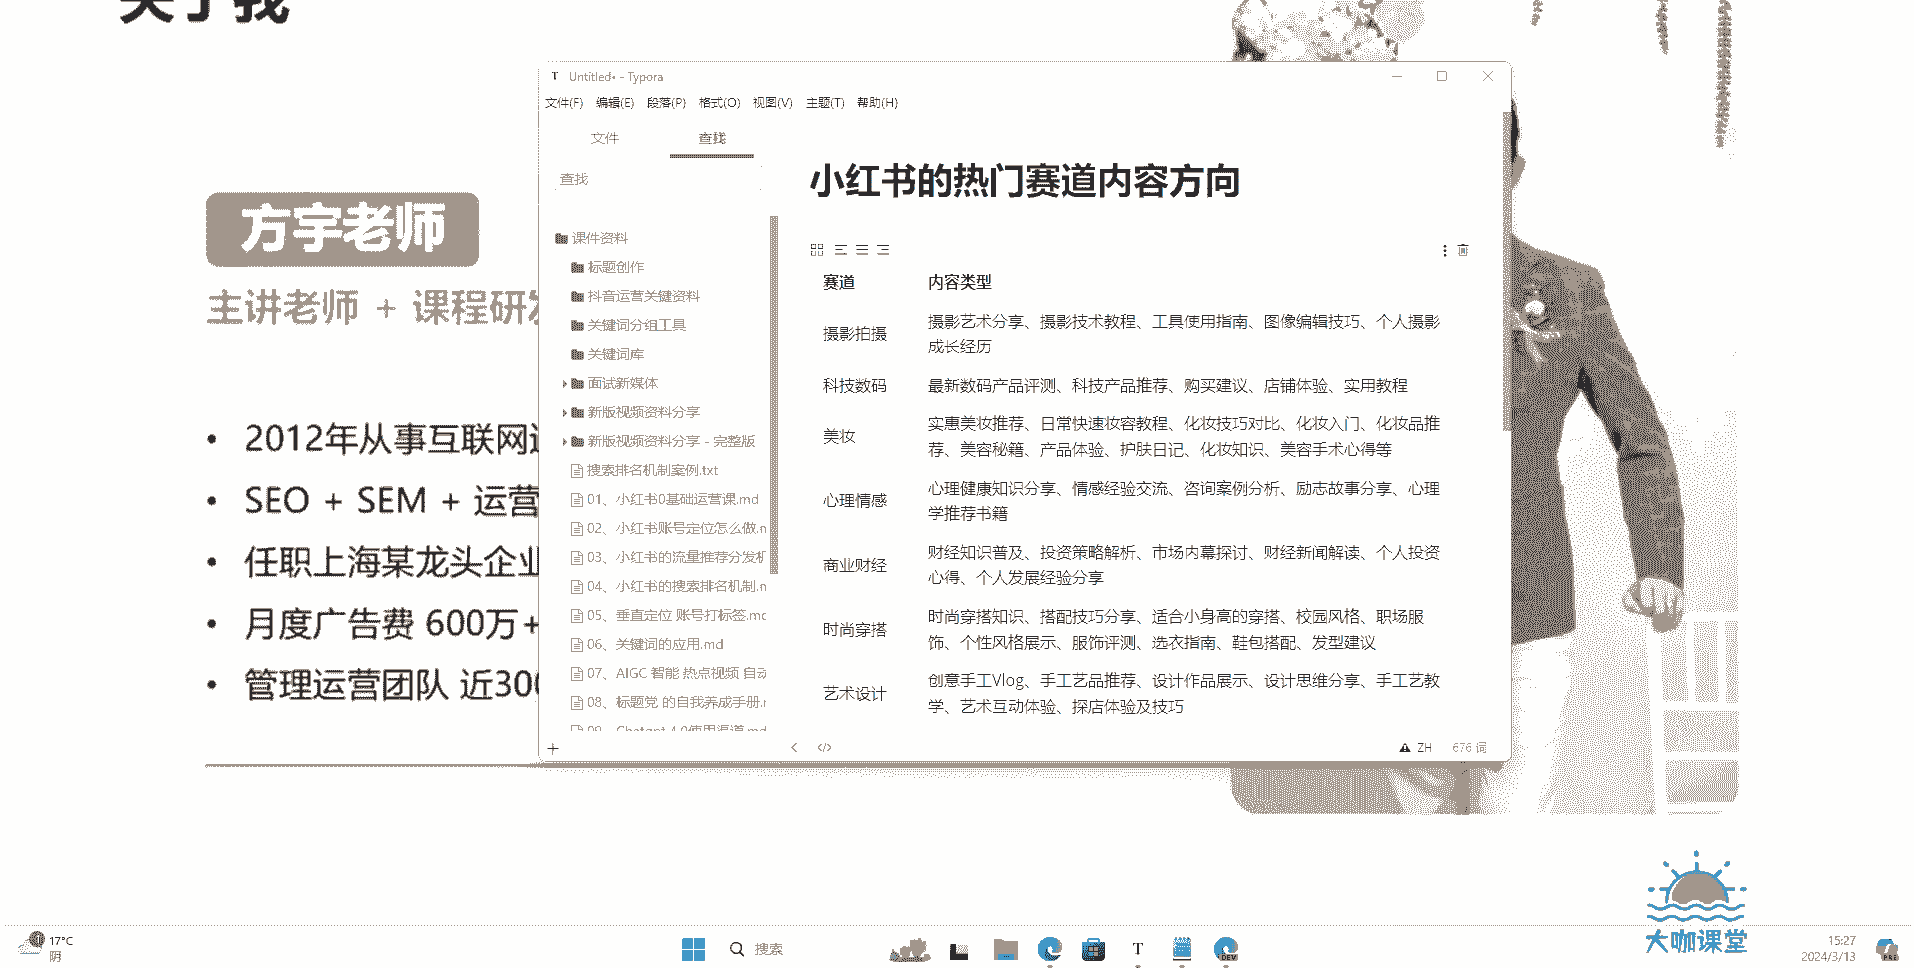 关于我
方宇老师
主讲老师 + 课程研发
2012年从事互联网
SEO + SEM + 运营
任职上海某龙头企业
月度广告费 600万+
管理运营团队 近300
Untitled• - Typora
文件(F) 编辑(E) 段落(P) 格式(O) 视图(V) 主题(T) 帮助(H)
文件 查找
查找
课件资料
标题创作
抖音运营关键资料
关键词分组工具
关键词库
面试新媒体
新版视频资料分享
新版视频资料分享 - 完整版
搜索排名机制案例.txt
01、小红书0基础运营课.md
02、小红书账号定位怎么做.m
03、小红书的流量推荐分发机
04、小红书的搜索排名机制.m
05、垂直定位 账号打标签.md
06、关键词的应用.md
07、AIGC 智能 热点视频 自动
08、标题党 的自我养成手册.m
09、Chatgpt 4.0使用渠道.md
小红书的热门赛道内容方向
赛道 内容类型
摄影拍摄 摄影艺术分享、摄影技术教程、工具使用指南、图像编辑技巧、个人摄影
成长经历
科技数码 最新数码产品评测、科技产品推荐、购买建议、店铺体验、实用教程
美妆 实惠美妆推荐、日常快速妆容教程、化妆技巧对比、化妆入门、化妆品推
荐、美容秘籍、产品体验、护肤日记、化妆知识、美容手术心得等
心理情感 心理健康知识分享、情感经验交流、咨询案例分析、励志故事分享、心理
学推荐书籍
商业财经 财经知识普及、投资策略解析、市场内幕探讨、财经新闻解读、个人投资
心得、个人发展经验分享
时尚穿搭 时尚穿搭知识、搭配技巧分享、适合小身高的穿搭、校园风格、职场服
饰、个性风格展示、服饰评测、选衣指南、鞋包搭配、发型建议
艺术设计 创意手工Vlog、手工艺品推荐、设计作品展示、设计思维分享、手工艺教
学、艺术互动体验、探店体验及技巧
ZH 676 词
大咖课堂
17°C
阴
搜索
DEV
15:27
2024/3/13
PRE